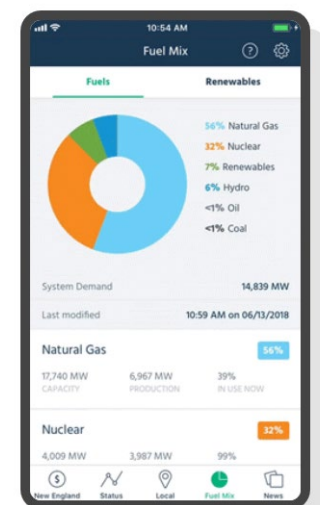 10:54 AM
Fuel Mix ?
Fuels Renewables
56% Natural Gas
32% Nuclear
7% Renewables
6% Hydro
<1% Oil
<1% Coal
System Demand 14,839 MW
Last modified 10:59 AM on 06/13/2018
Natural Gas 56%
17,740 MW 6,967 MW 39%
CAPACITY PRODUCTION IN USE NOW
Nuclear 32%
4,009 MW 3,987 MW 99%
$
New England Status Local Fuel Mix News